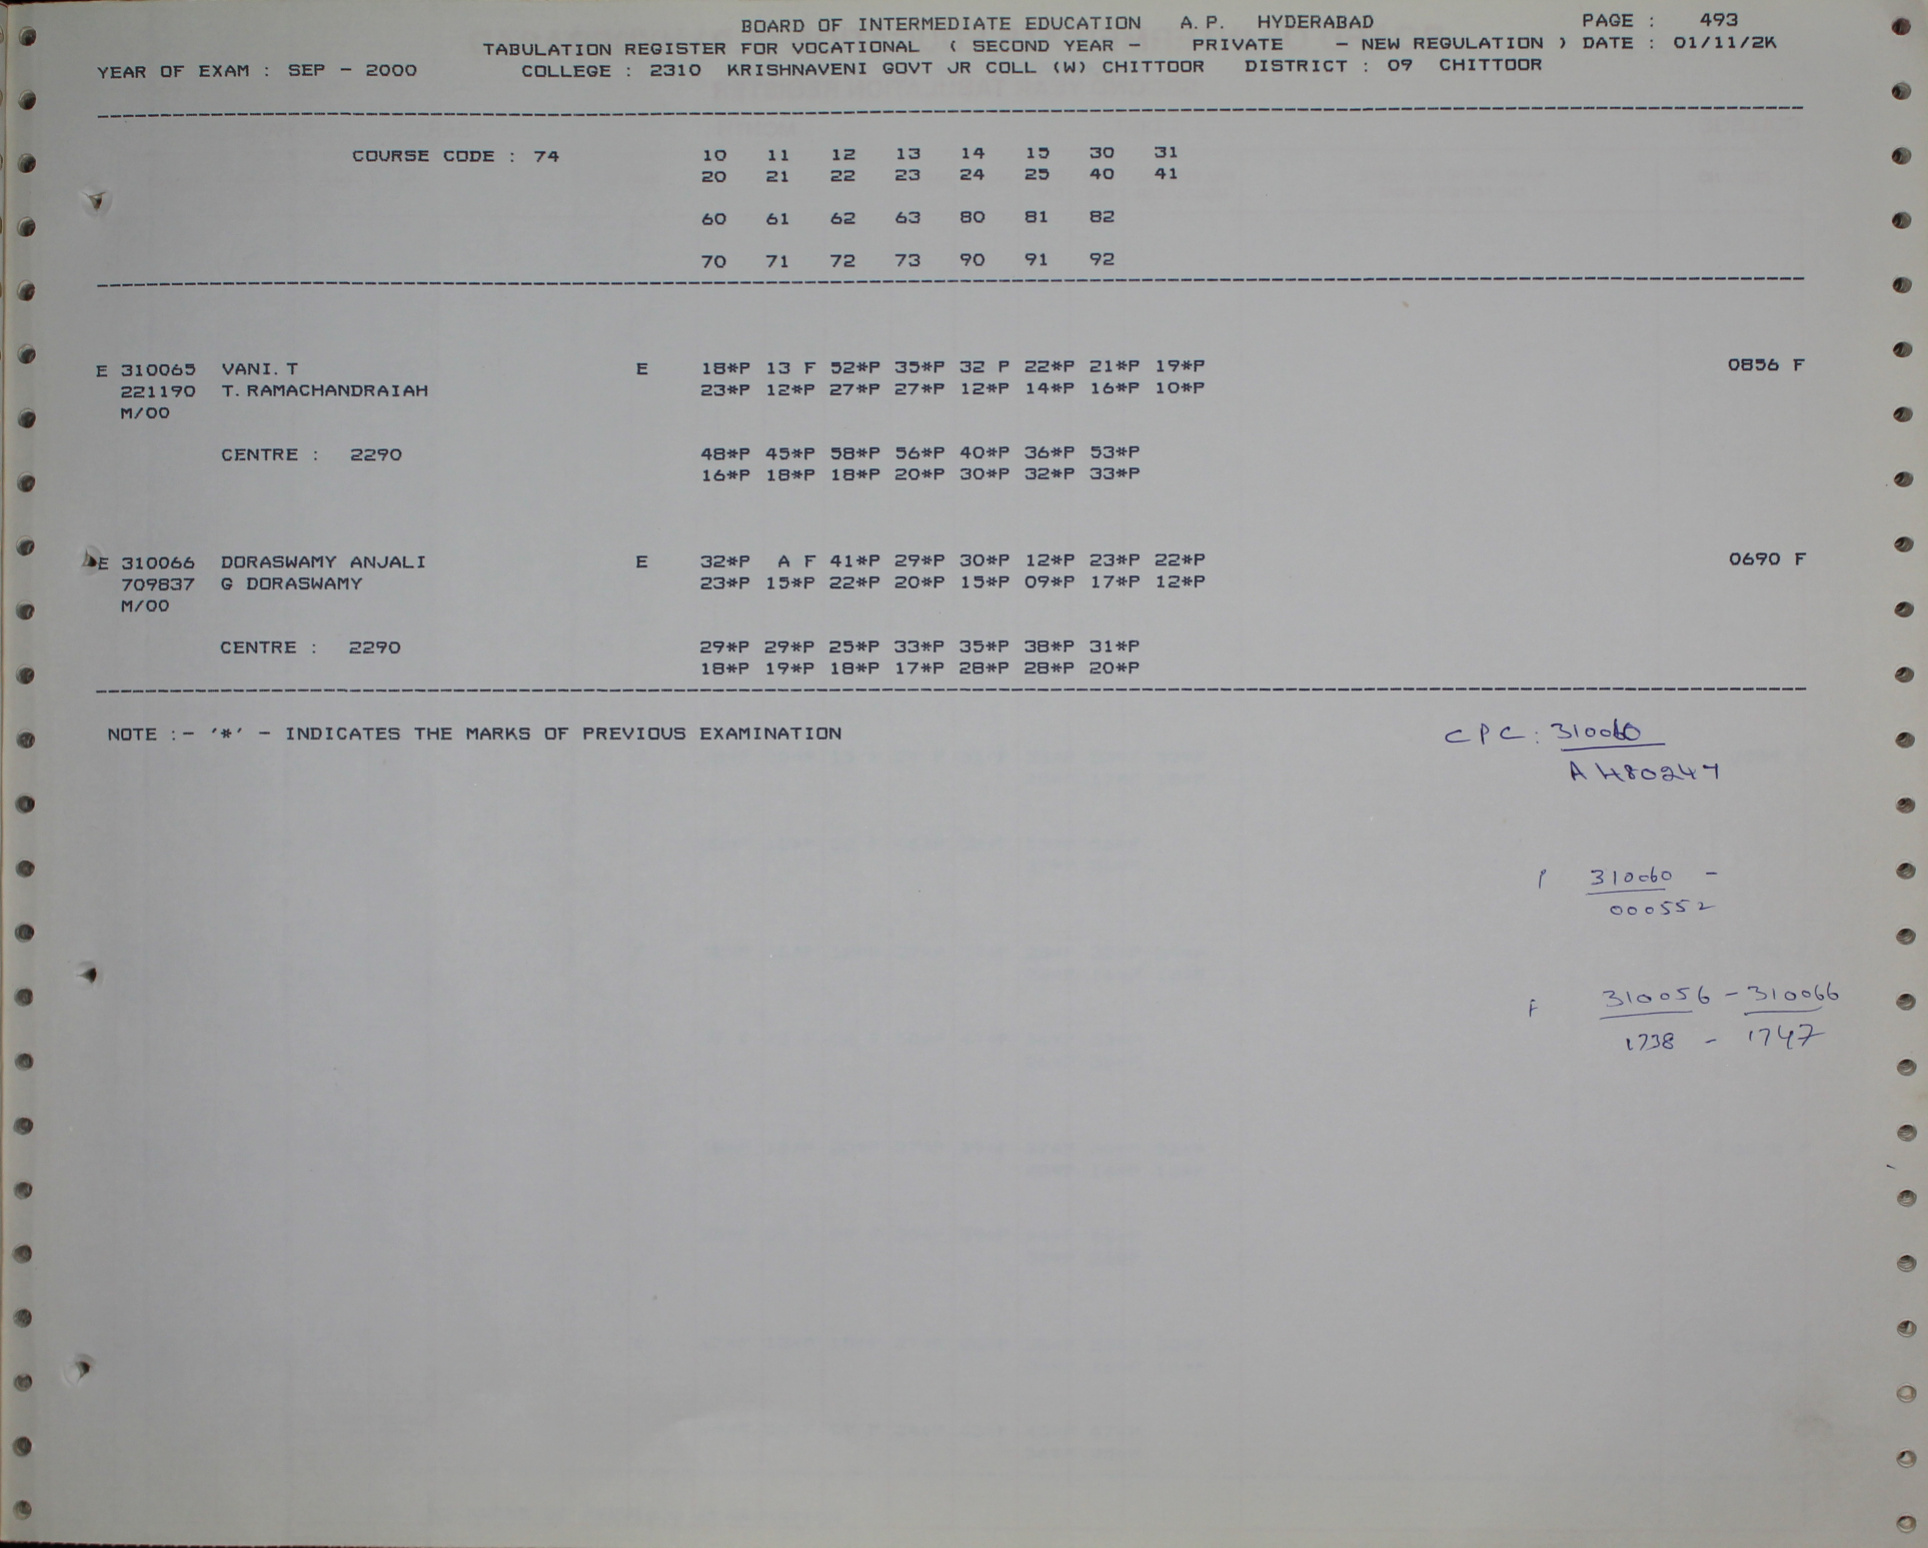 BOARD OF INTERMEDIATE EDUCATION A.P. HYDERABAD PAGE : 493
TABULATION REGISTER FOR VOCATIONAL ( SECOND YEAR - PRIVATE - NEW REGULATION ) DATE : 01/11/2K
YEAR OF EXAM : SEP - 2000 COLLEGE : 2310 KRISHNAVENI GOVT JR COLL (W) CHITTOOR DISTRICT : 09 CHITTOOR
COURSE CODE : 74 10 11 12 13 14 15 30 31
20 21 22 23 24 25 40 41
60 61 62 63 80 81 82
70 71 72 73 90 91 92
E 310065 VANI.T E 18*P 13 F 52*P 35*P 32 P 22*P 21*P 19*P 0856 F
221190 T.RAMACHANDRAIAH 23*P 12*P 27*P 27*P 12*P 14*P 16*P 10*P
M/00
CENTRE : 2290 48*P 45*P 58*P 56*P 40*P 36*P 53*P
16*P 18*P 18*P 20*P 30*P 32*P 33*P
E 310066 DORASWAMY ANJALI E 32*P A F 41*P 29*P 30*P 12*P 23*P 22*P 0690 F
709837 G DORASWAMY 23*P 15*P 22*P 20*P 15*P 09*P 17*P 12*P
M/00
CENTRE : 2290 29*P 29*P 25*P 33*P 35*P 38*P 31*P
18*P 19*P 18*P 17*P 28*P 28*P 20*P
NOTE :- '*' - INDICATES THE MARKS OF PREVIOUS EXAMINATION
CPC: 310060
A480247
310060 -
000552
F 310056 - 310066
1738 - 1747